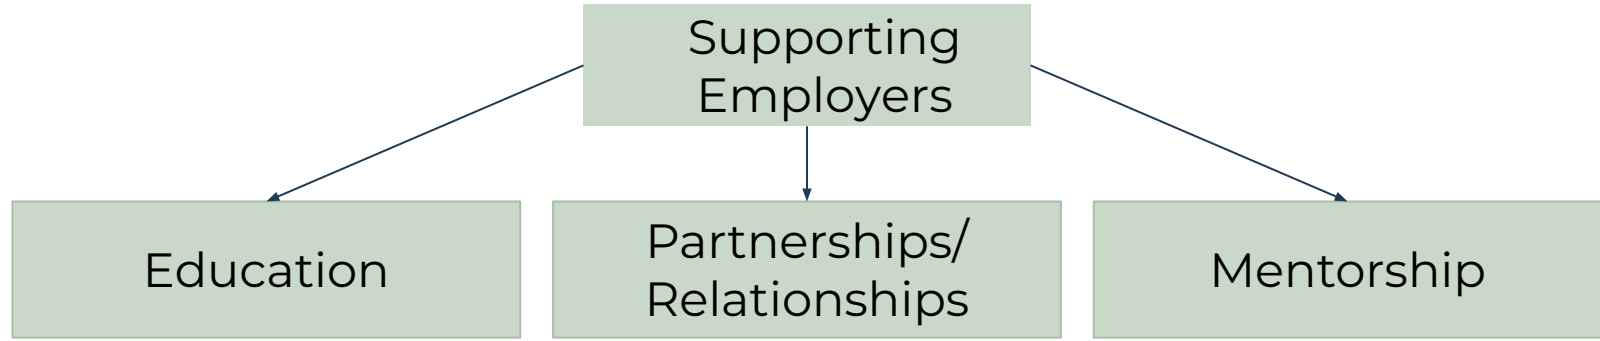 Supporting
Employers
Education
Partnerships/
Relationships
Mentorship